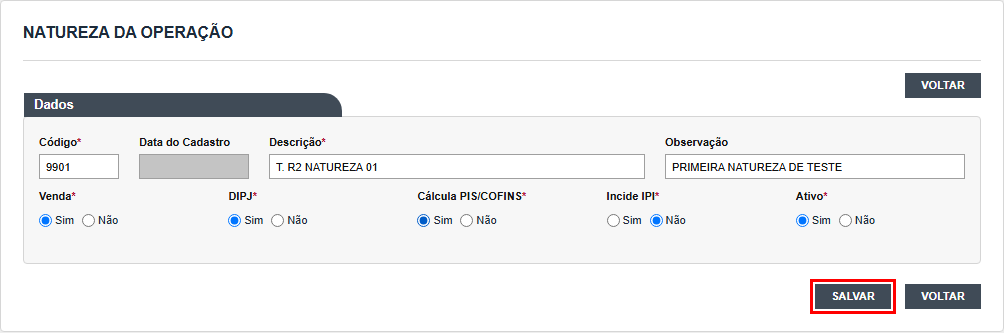 NATUREZA DA OPERAÇÃO
VOLTAR
Dados
Código* Data do Cadastro Descrição* Observação
9901 T. R2 NATUREZA 01 PRIMEIRA NATUREZA DE TESTE
Venda* DIPJ* Cálcula PIS/COFINS* Incide IPI* Ativo*
Sim Não Sim Não Sim Não Sim Não Sim Não
SALVAR VOLTAR